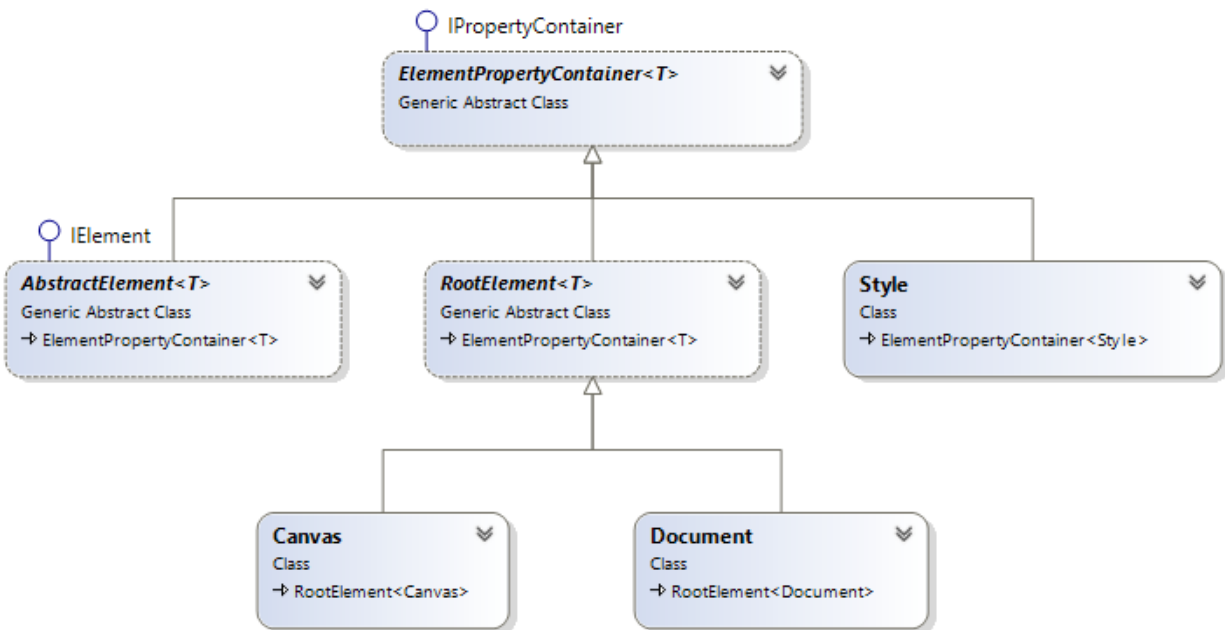 IPropertyContainer
ElementPropertyContainer<T>
Generic Abstract Class
IElement
AbstractElement<T>
Generic Abstract Class
ElementPropertyContainer<T>
RootElement<T>
Generic Abstract Class
ElementPropertyContainer<T>
Style
Class
ElementPropertyContainer<Style>
Canvas
Class
RootElement<Canvas>
Document
Class
RootElement<Document>